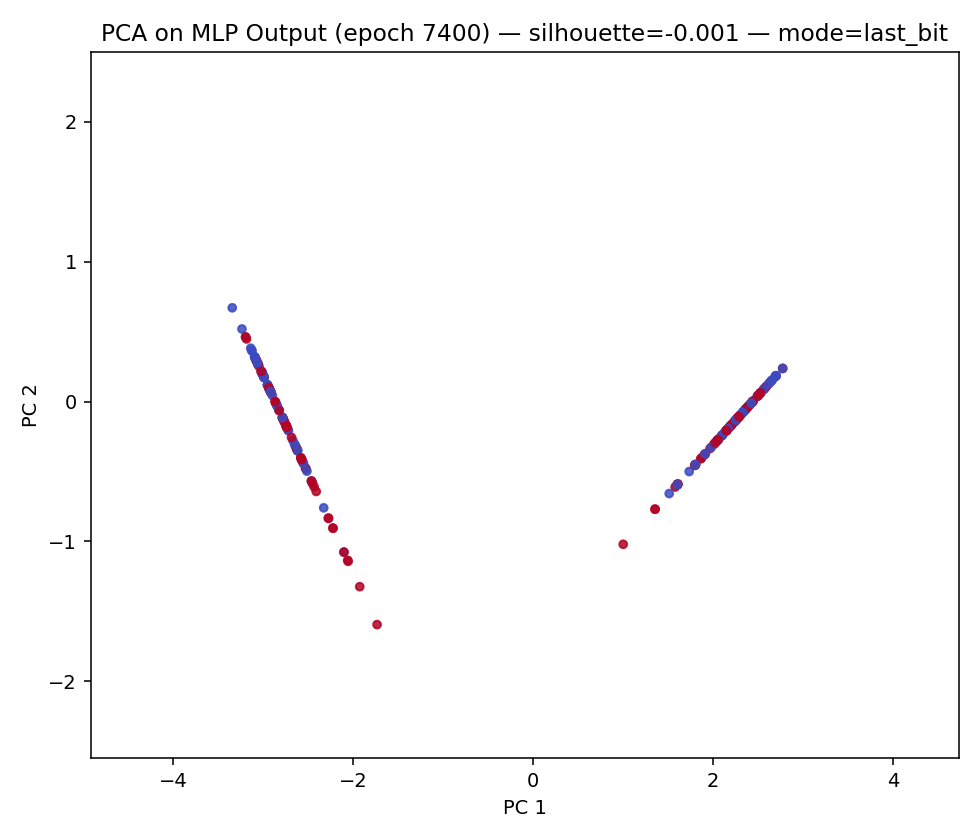 PCA on MLP Output (epoch 7400) — silhouette=-0.001 — mode=last_bit
2
1
0
−1
−2
PC 2
−4 −2 0 2 4
PC 1